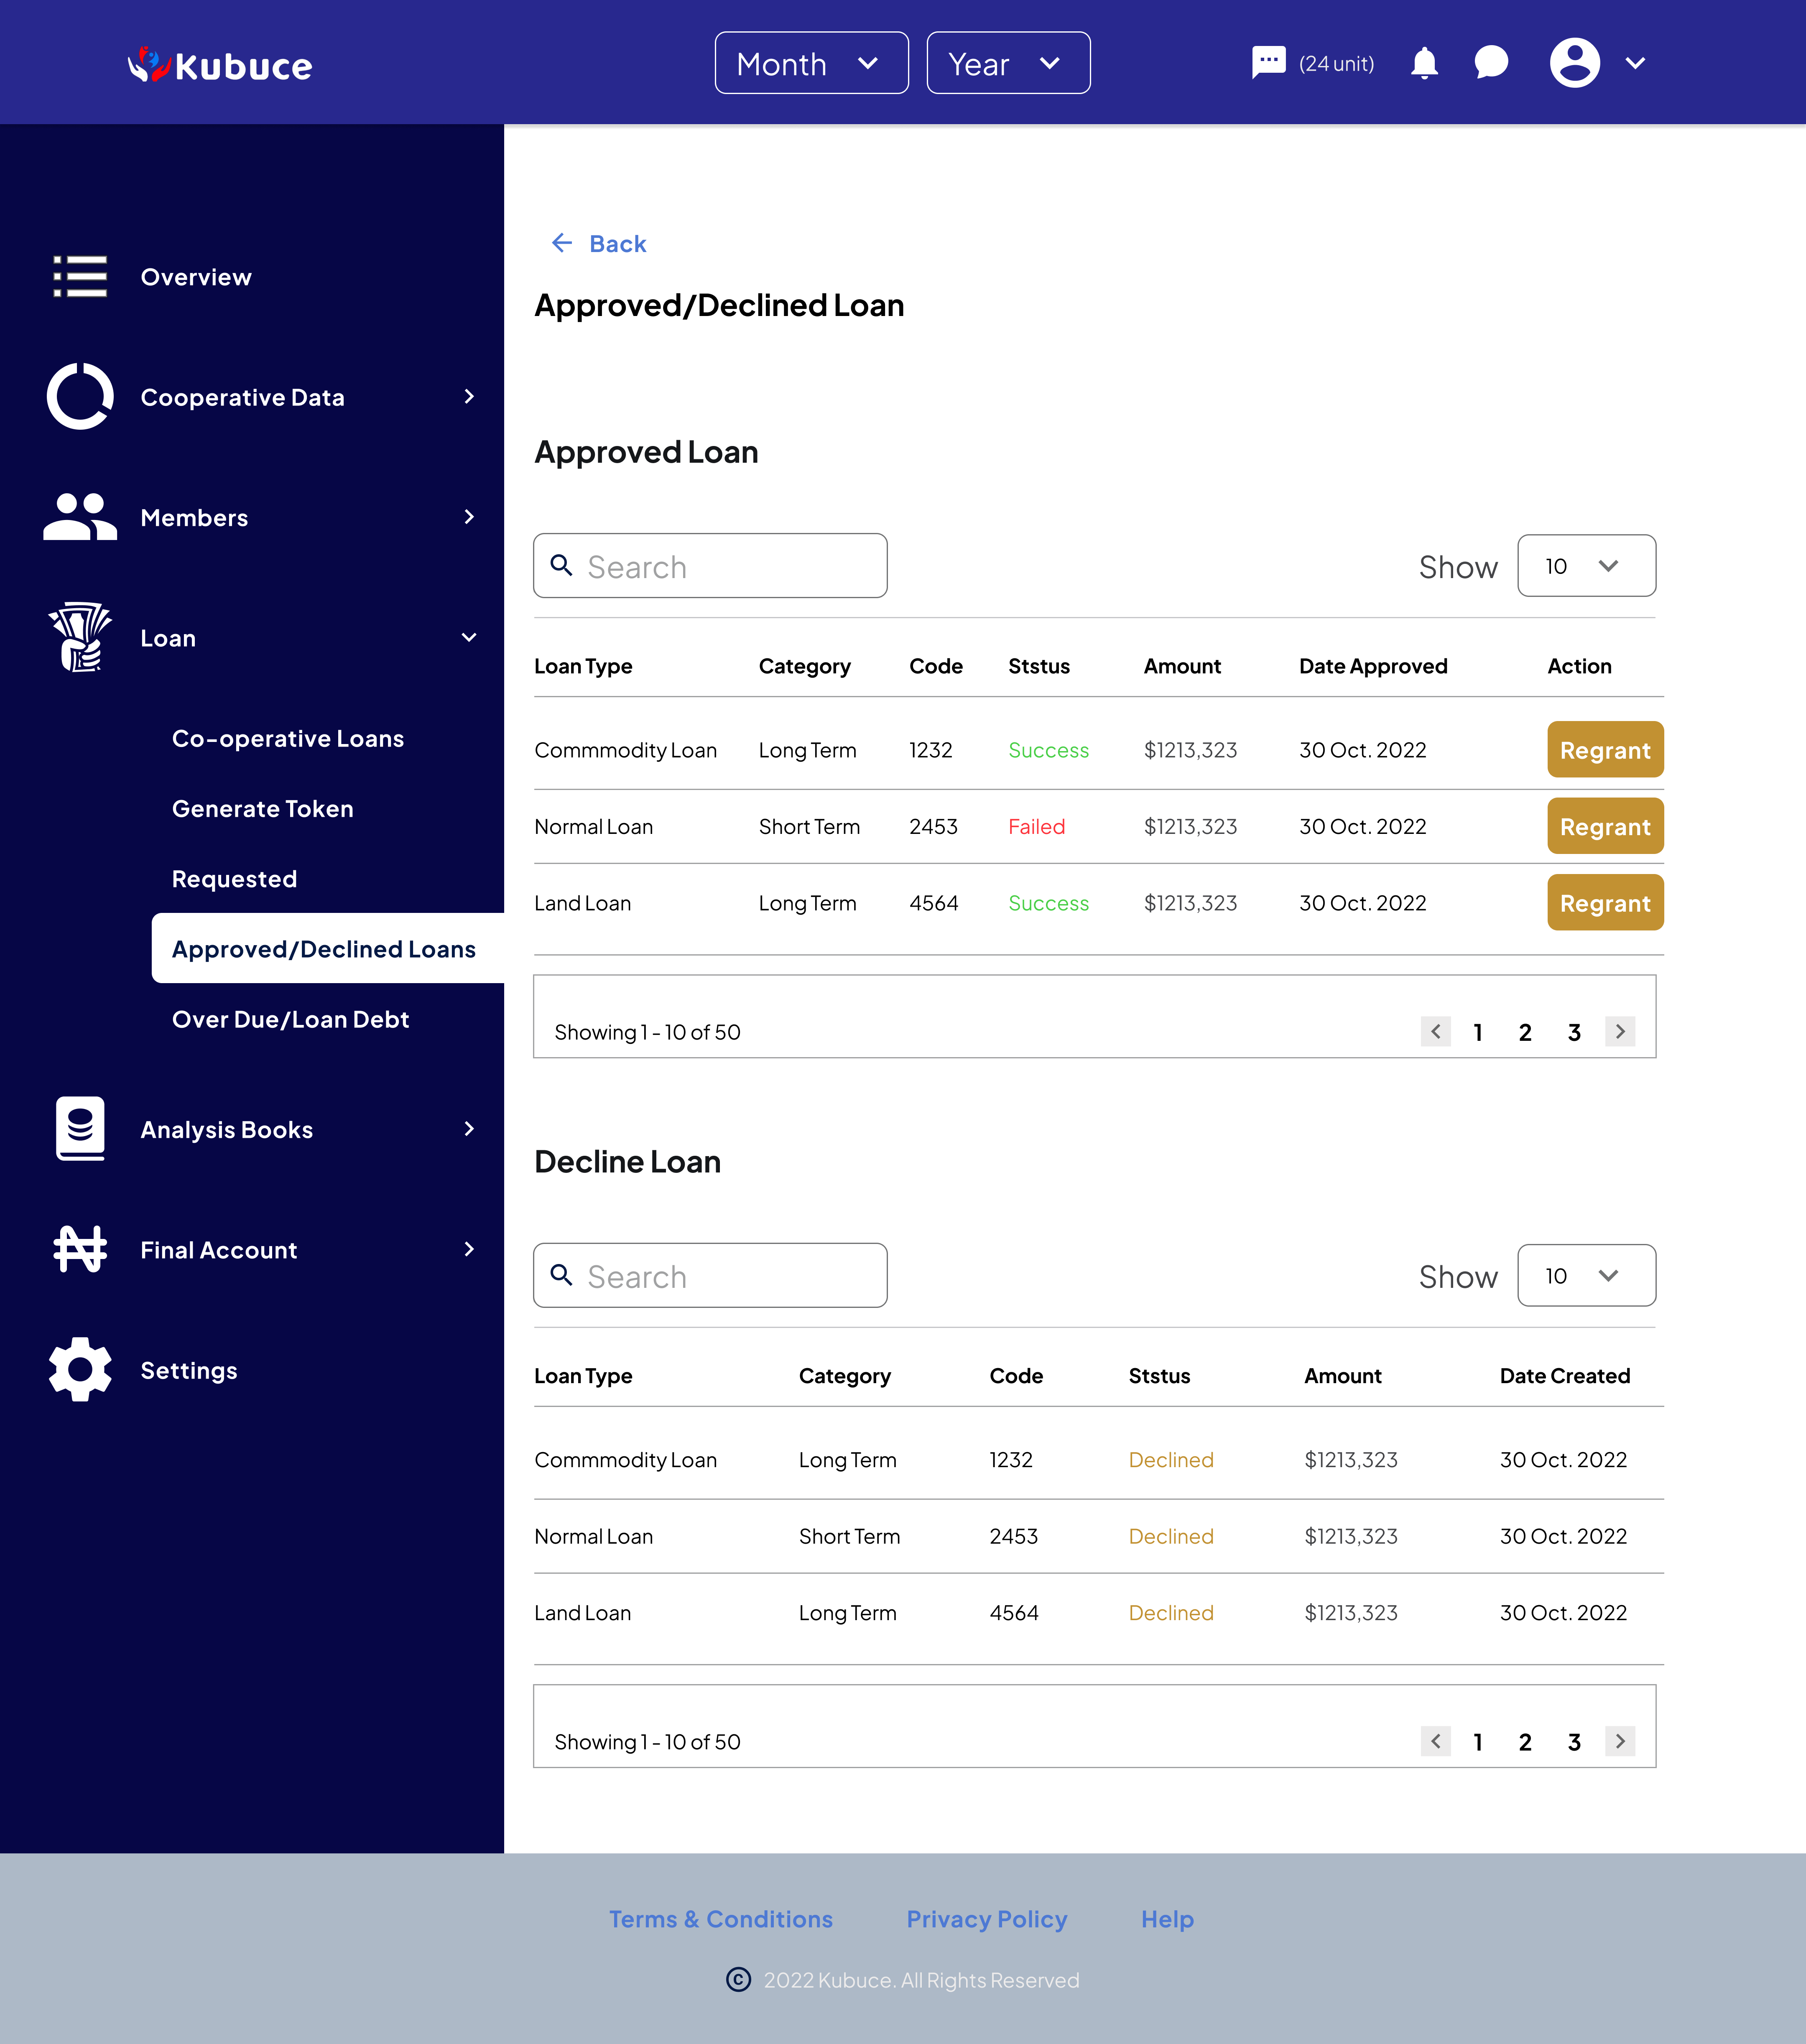 Kubuce
Month Year (24 unit)
Overview
Cooperative Data
Members
Loan
Co-operative Loans
Generate Token
Requested
Approved/Declined Loans
Over Due/Loan Debt
Analysis Books
Final Account
Settings
Back
Approved/Declined Loan
Approved Loan
Search Show 10
Loan Type Category Code Ststus Amount Date Approved Action
Commmodity Loan Long Term 1232 Success $1213,323 30 Oct. 2022 Regrant
Normal Loan Short Term 2453 Failed $1213,323 30 Oct. 2022 Regrant
Land Loan Long Term 4564 Success $1213,323 30 Oct. 2022 Regrant
Showing 1 - 10 of 50 1 2 3
Decline Loan
Search Show 10
Loan Type Category Code Ststus Amount Date Created
Commmodity Loan Long Term 1232 Declined $1213,323 30 Oct. 2022
Normal Loan Short Term 2453 Declined $1213,323 30 Oct. 2022
Land Loan Long Term 4564 Declined $1213,323 30 Oct. 2022
Showing 1 - 10 of 50 1 2 3
Terms & Conditions Privacy Policy Help
© 2022 Kubuce. All Rights Reserved